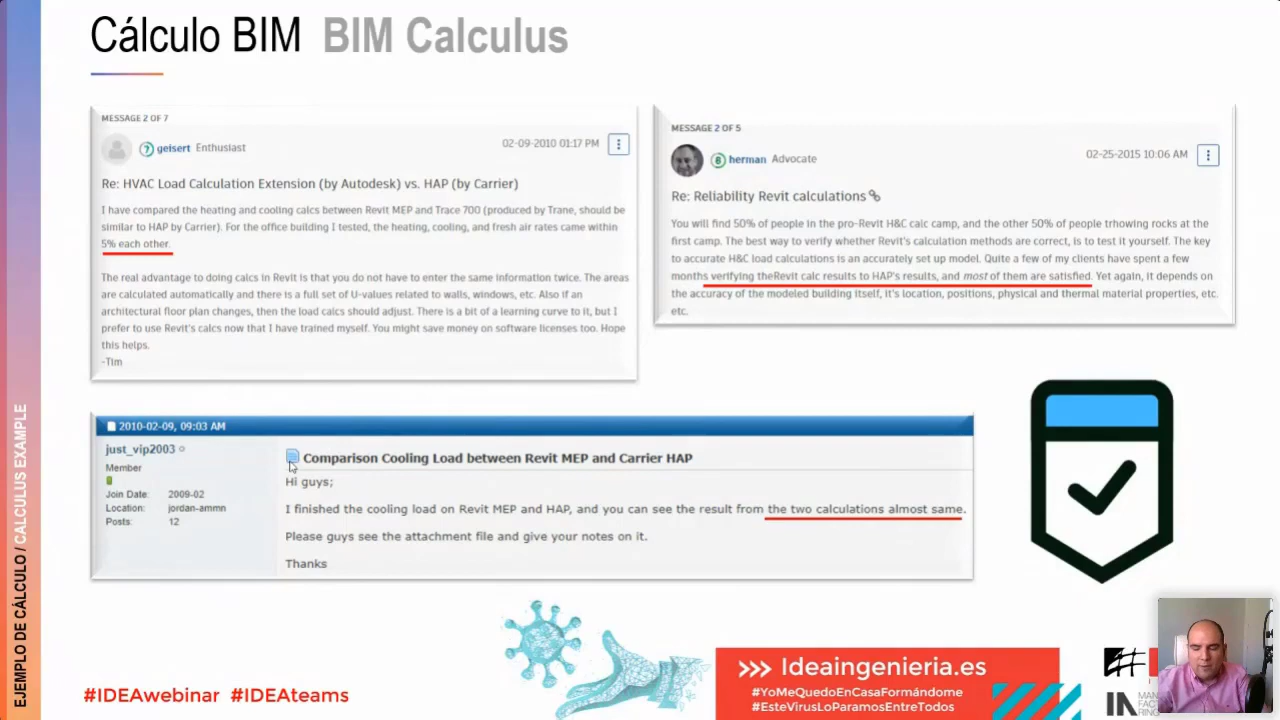 Cálculo BIM BIM Calculus
MESSAGE 2 OF 7
geisert Enthusiast
02-09-2010 01:17 PM
Re: HVAC Load Calculation Extension (by Autodesk) vs. HAP (by Carrier)
I have compared the heating and cooling calcs between Revit MEP and Trace 700 (produced by Trane, should be
similar to HAP by Carrier). For the office building I tested, the heating, cooling, and fresh air rates came within
5% each other.
The real advantage to doing calcs in Revit is that you do not have to enter the same information twice. The areas
are calculated automatically and there is a full set of U-values related to walls, windows, etc. Also if an
architectural floor plan changes, then the load calcs should adjust. There is a bit of a learning curve to it, but I
prefer to use Revit's calcs now that I have trained myself. You might save money on software licenses too. Hope
this helps.
-Tim
MESSAGE 2 OF 5
herman Advocate
02-25-2015 10:06 AM
Re: Reliability Revit calculations
You will find 50% of people in the pro-Revit H&C calc camp, and the other 50% of people trhowing rocks at the
first camp. The best way to verify whether Revit's calculation methods are correct, is to test it yourself. The key
to accurate H&C load calculations is an accurately set up model. Quite a few of my clients have spent a few
months verifying theRevit calc results to HAP's results, and most of them are satisfied. Yet again, it depends on
the accuracy of the modeled building itself, it's location, positions, physical and thermal material properties, etc.
etc.
2010-02-09, 09:03 AM
just_vip2003
Member
Join Date: 2009-02
Location: jordan-ammn
Posts: 12
Comparison Cooling Load between Revit MEP and Carrier HAP
Hi guys;
I finished the cooling load on Revit MEP and HAP, and you can see the result from the two calculations almost same.
Please guys see the attachment file and give your notes on it.
Thanks
EJEMPLO DE CÁLCULO / CALCULUS EXAMPLE
#IDEAwebinar #IDEAteams
>>> Ideaingenieria.es
#YoMeQuedoEnCasaFormándome
#EsteVirusLoParamosEntreTodos